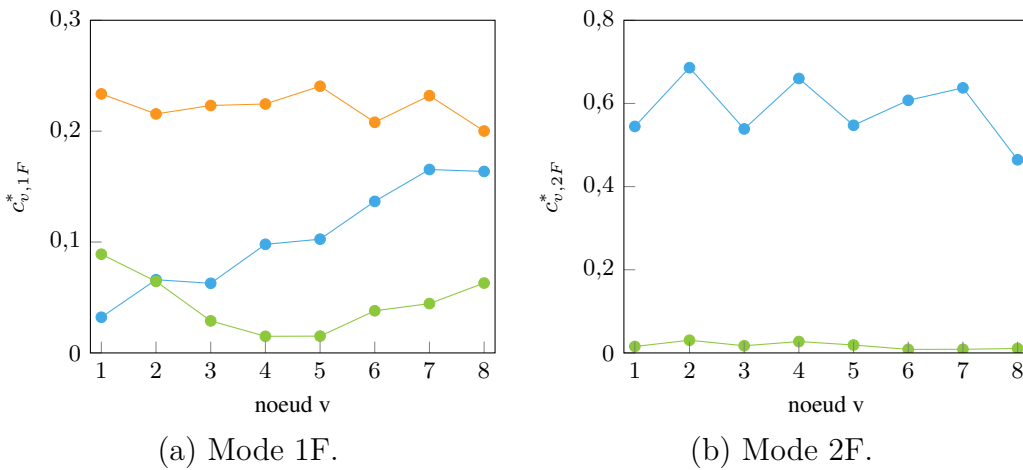 0,3
0,2
0,1
0
c*v,1F
1 2 3 4 5 6 7 8
noeud v
(a) Mode 1F.
0,8
0,6
0,4
0,2
0
c*v,2F
1 2 3 4 5 6 7 8
noeud v
(b) Mode 2F.